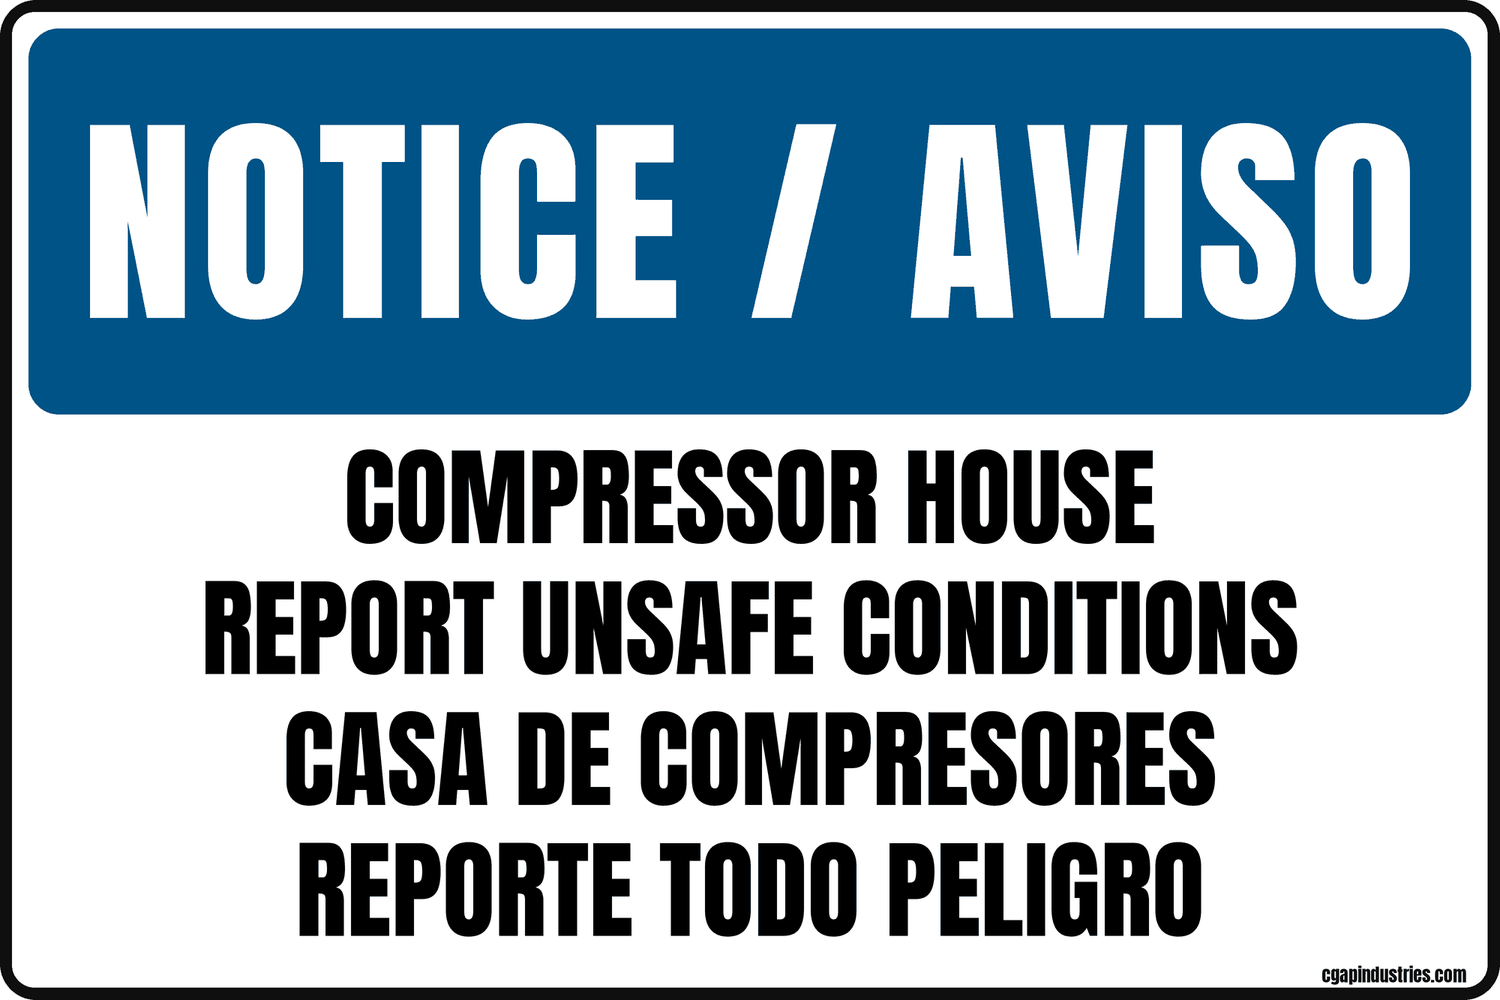 NOTICE / AVISO
COMPRESSOR HOUSE
REPORT UNSAFE CONDITIONS
CASA DE COMPRESORES
REPORTE TODO PELIGRO
cgapindustries.com